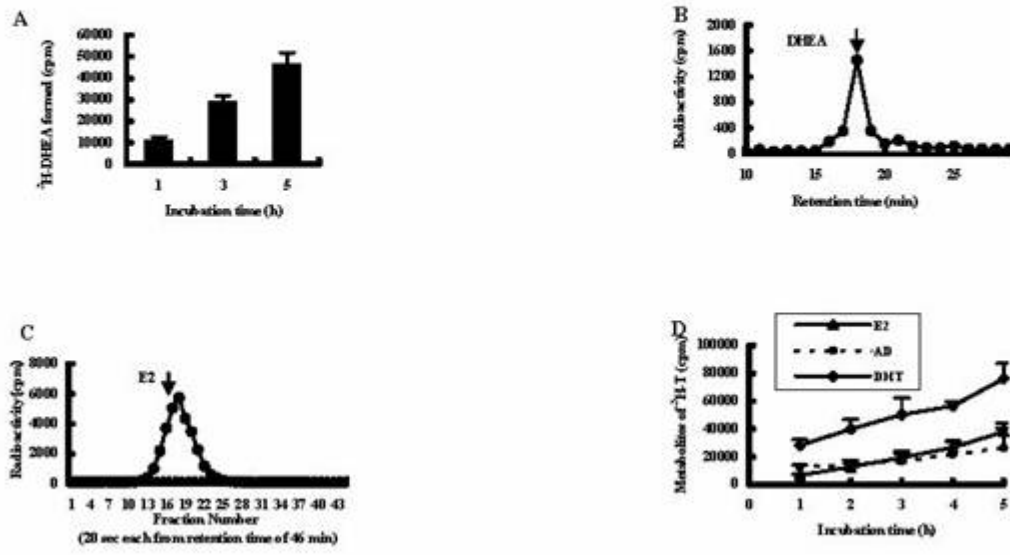 A
³H-DHEA formed (cpm)
60000
50000
40000
30000
20000
10000
0
1 3 5
Incubation time (h)
B
Radioactivity (cpm)
2000
1600
1200
800
400
0
DHEA
10 15 20 25
Retention time (min)
C
Radioactivity (cpm)
8000
6000
4000
2000
0
E2
1 4 7 10 13 16 19 22 25 28 31 34 37 40 43
Fraction Number
(20 sec each from retention time of 46 min)
D
E2
AD
DHT
Metabolites of ³H-T (cpm)
100000
80000
60000
40000
20000
0
0 1 2 3 4 5
Incubation time (h)